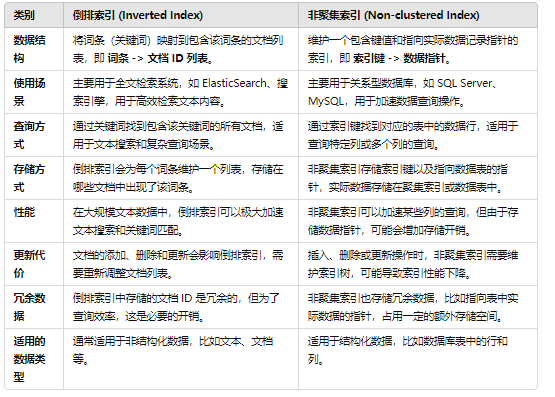 类别 倒排索引 (Inverted Index) 非聚集索引 (Non-clustered Index)
数据结构 将词条（关键词）映射到包含该词条的文档列表，即 词条 -> 文档 ID 列表。 维护一个包含键值和指向实际数据记录指针的索引，即 索引键 -> 数据指针。
使用场景 主要用于全文检索系统，如 ElasticSearch、搜索引擎，用于高效检索文本内容。 主要用于关系型数据库，如 SQL Server、MySQL，用于加速数据查询操作。
查询方式 通过关键词找到包含该关键词的所有文档，适用于文本搜索和复杂查询场景。 通过索引键找到对应的表中的数据行，适用于查询特定列或多个列的查询。
存储方式 倒排索引会为每个词条维护一个列表，存储在哪些文档中出现了该词条。 非聚集索引存储索引键以及指向数据表的指针，实际数据存储在聚集索引或数据表中。
性能 在大规模文本数据中，倒排索引可以极大加速文本搜索和关键词匹配。 非聚集索引可以加速某些列的查询，但由于存储数据指针，可能会增加存储开销。
更新代价 文档的添加、删除和更新会影响倒排索引，需要重新调整文档列表。 插入、删除或更新操作时，非聚集索引需要维护索引树，可能导致索引性能下降。
冗余数据 倒排索引中存储的文档 ID 是冗余的，但为了查询效率，这是必要的开销。 非聚集索引也存储冗余数据，比如指向表中实际数据的指针，占用一定的额外存储空间。
适用的数据类型 通常适用于非结构化数据，比如文本、文档等。 适用于结构化数据，比如数据库表中的行和列。